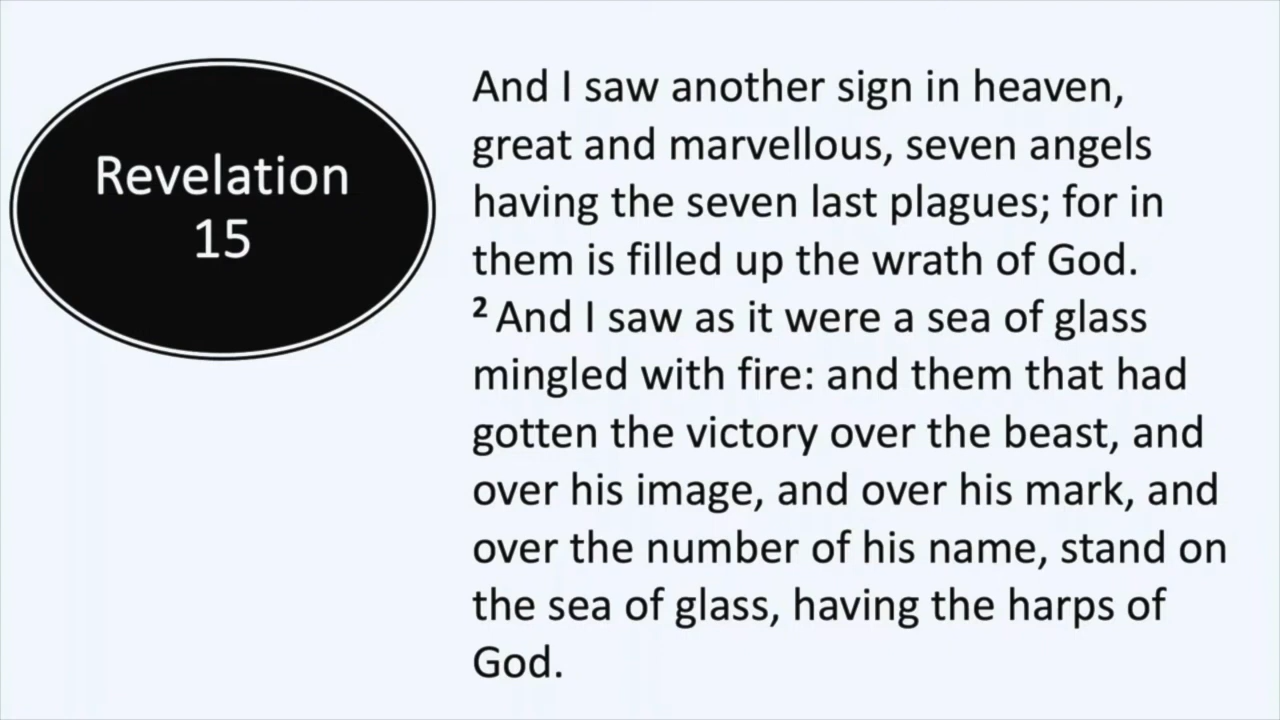 Revelation
15
And I saw another sign in heaven,
great and marvellous, seven angels
having the seven last plagues; for in
them is filled up the wrath of God.
² And I saw as it were a sea of glass
mingled with fire: and them that had
gotten the victory over the beast, and
over his image, and over his mark, and
over the number of his name, stand on
the sea of glass, having the harps of
God.